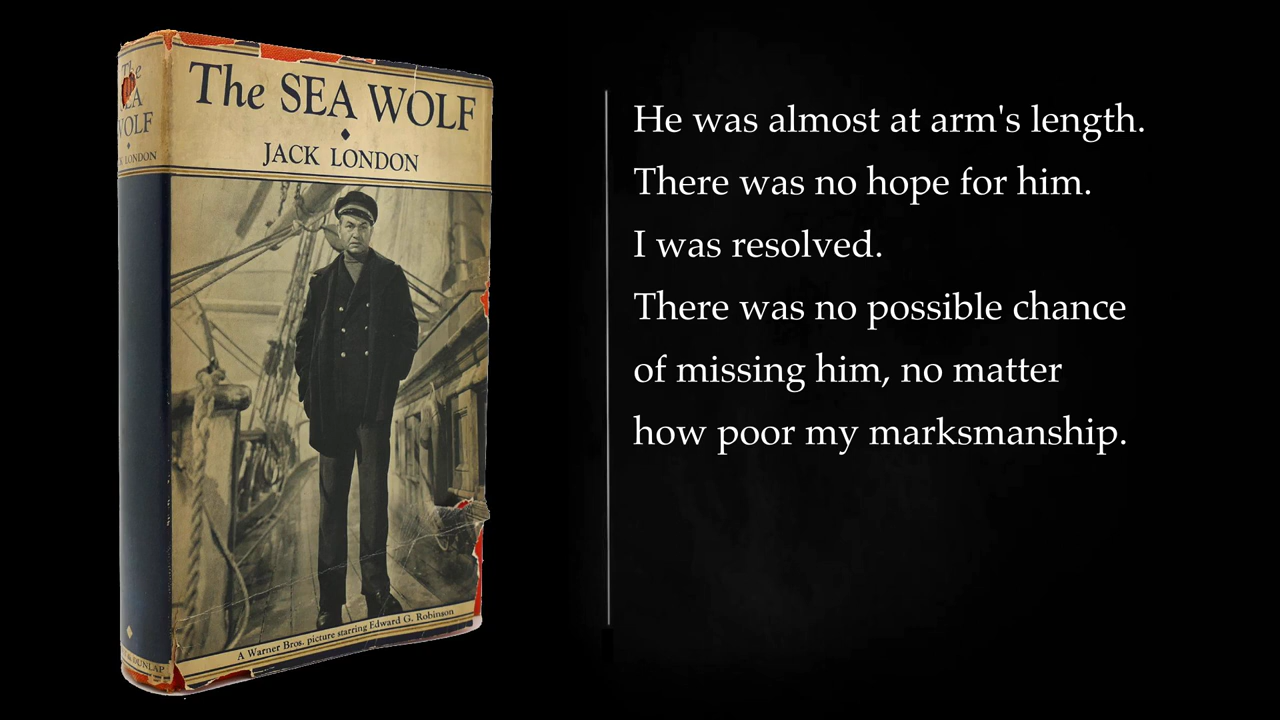 The
SEA
WOLF
LONDON
The SEA WOLF
JACK LONDON
A Warner Bros. picture starring Edward G. Robinson
DUNLAP
He was almost at arm's length.
There was no hope for him.
I was resolved.
There was no possible chance
of missing him, no matter
how poor my marksmanship.